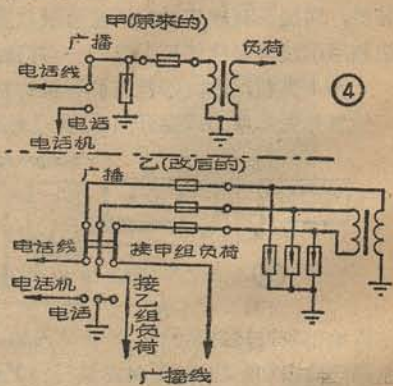 甲(原来的)
广播
负荷
电话线
④
电话
电话机
乙(改后的)
广播
电话线
接甲组负荷
电话机
接乙组负荷
电话
广播线